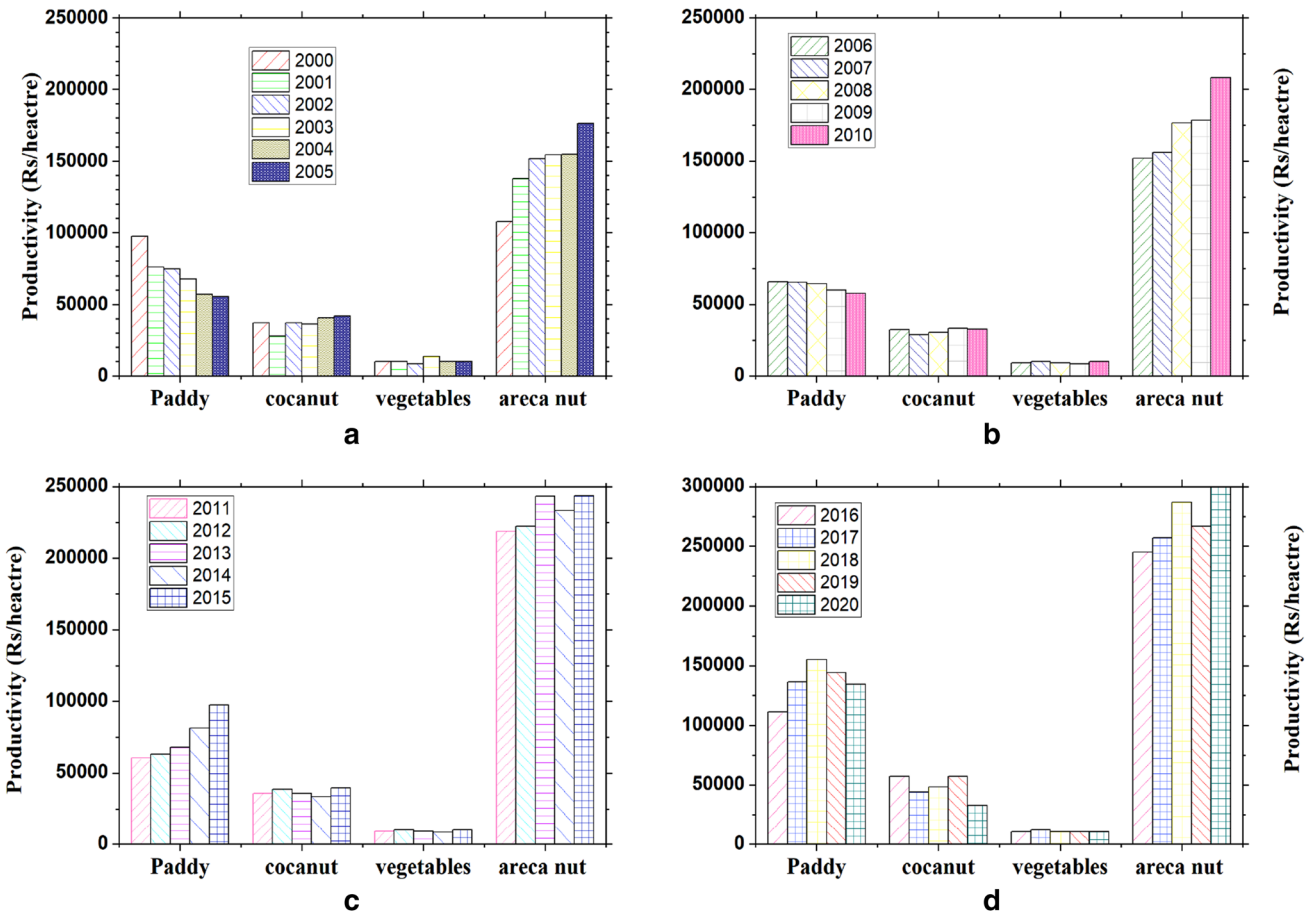 250000
200000
150000
100000
50000
0
Productivity (Rs/heactre)
2000
2001
2002
2003
2004
2005
Paddy
cocanut
vegetables
areca nut
a
250000
200000
150000
100000
50000
0
2006
2007
2008
2009
2010
Productivity (Rs/heactre)
Paddy
cocanut
vegetables
areca nut
b
250000
200000
150000
100000
50000
0
Productivity (Rs/heactre)
2011
2012
2013
2014
2015
Paddy
cocanut
vegetables
areca nut
c
300000
250000
200000
150000
100000
50000
0
2016
2017
2018
2019
2020
Productivity (Rs/heactre)
Paddy
cocanut
vegetables
areca nut
d